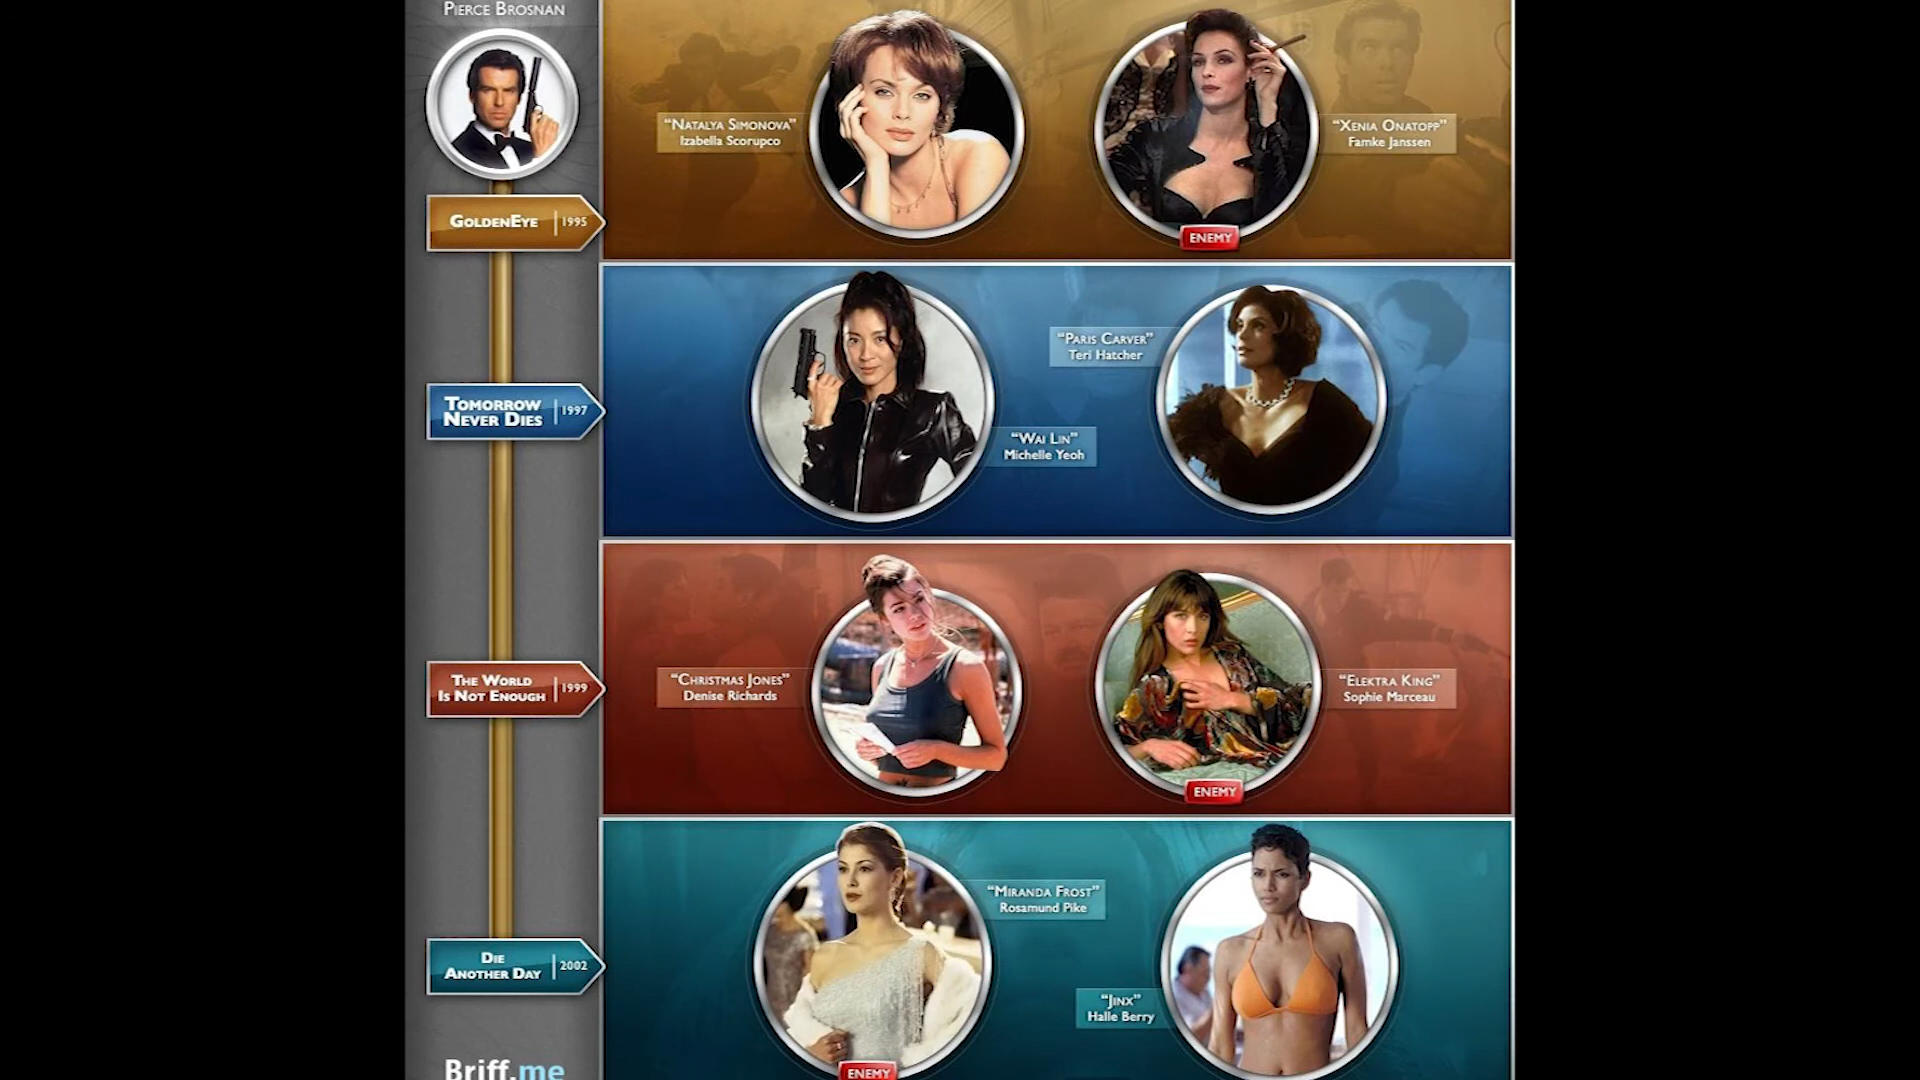 PIERCE BROSNAN
"NATALYA SIMONOVA"
Izabella Scorupco
"XENIA ONATOPP"
Famke Janssen
GOLDENEYE | 1995
ENEMY
"PARIS CARVER"
Teri Hatcher
TOMORROW
NEVER DIES | 1997
"WAI LIN"
Michelle Yeoh
"CHRISTMAS JONES"
Denise Richards
"ELEKTRA KING"
Sophie Marceau
THE WORLD
IS NOT ENOUGH | 1999
ENEMY
"MIRANDA FROST"
Rosamund Pike
DIE
ANOTHER DAY | 2002
"JINX"
Halle Berry
ENEMY
Briff.me